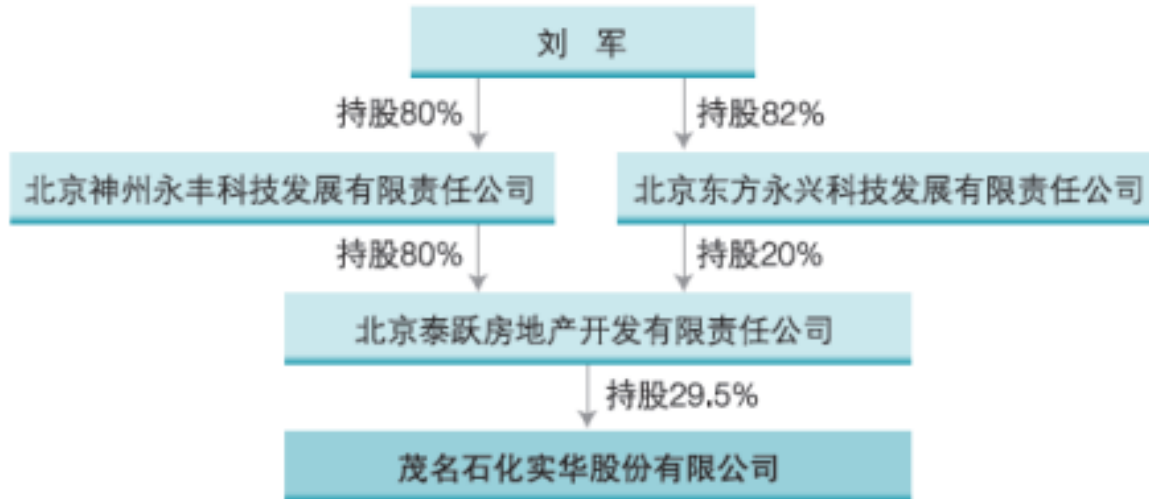 刘 军
持股80%
持股82%
北京神州永丰科技发展有限责任公司
北京东方永兴科技发展有限责任公司
持股80%
持股20%
北京泰跃房地产开发有限责任公司
持股29.5%
茂名石化实华股份有限公司